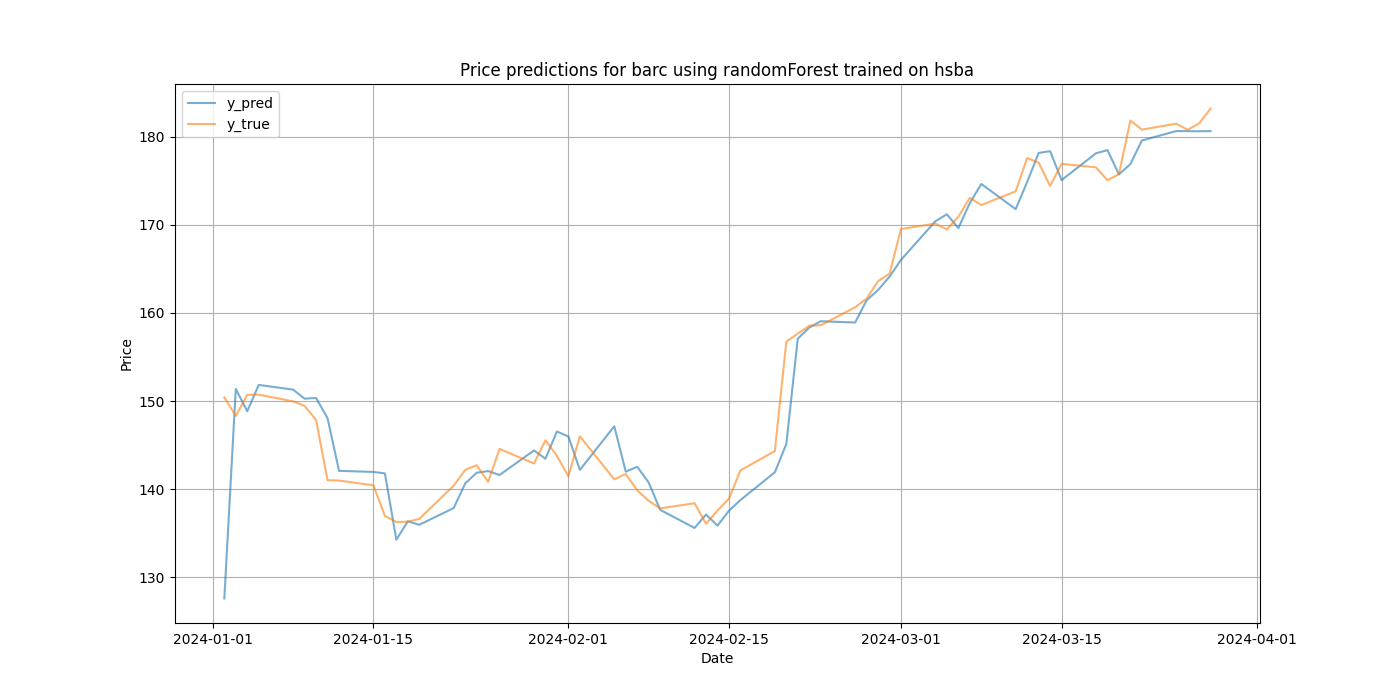 Price predictions for barc using randomForest trained on hsba
y_pred
y_true
Price
180
170
160
150
140
130
2024-01-01
2024-01-15
2024-02-01
2024-02-15
2024-03-01
2024-03-15
2024-04-01
Date